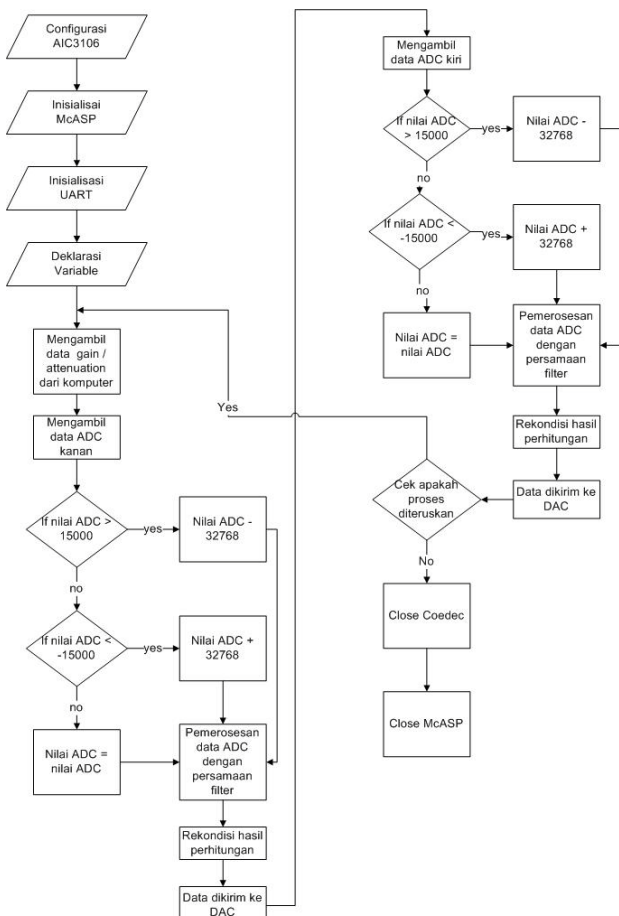 Configurasi
AIC3106
Inisialisai
McASP
Inisialisasi
UART
Deklarasi
Variable
Mengambil
data gain /
attenuation
dari komputer
Mengambil
data ADC
kanan
If nilai ADC >
15000
yes
Nilai ADC -
32768
no
If nilai ADC <
-15000
yes
Nilai ADC +
32768
no
Nilai ADC =
nilai ADC
Pemerosesan
data ADC
dengan
persamaan
filter
Rekondisi hasil
perhitungan
Data dikirim ke
DAC
Mengambil
data ADC kiri
If nilai ADC
> 15000
yes
Nilai ADC -
32768
no
If nilai ADC <
-15000
yes
Nilai ADC +
32768
no
Nilai ADC =
nilai ADC
Pemerosesan
data ADC
dengan
persamaan
filter
Rekondisi hasil
perhitungan
Data dikirim ke
DAC
Cek apakah
proses
diteruskan
Yes
No
Close Coedec
Close McASP